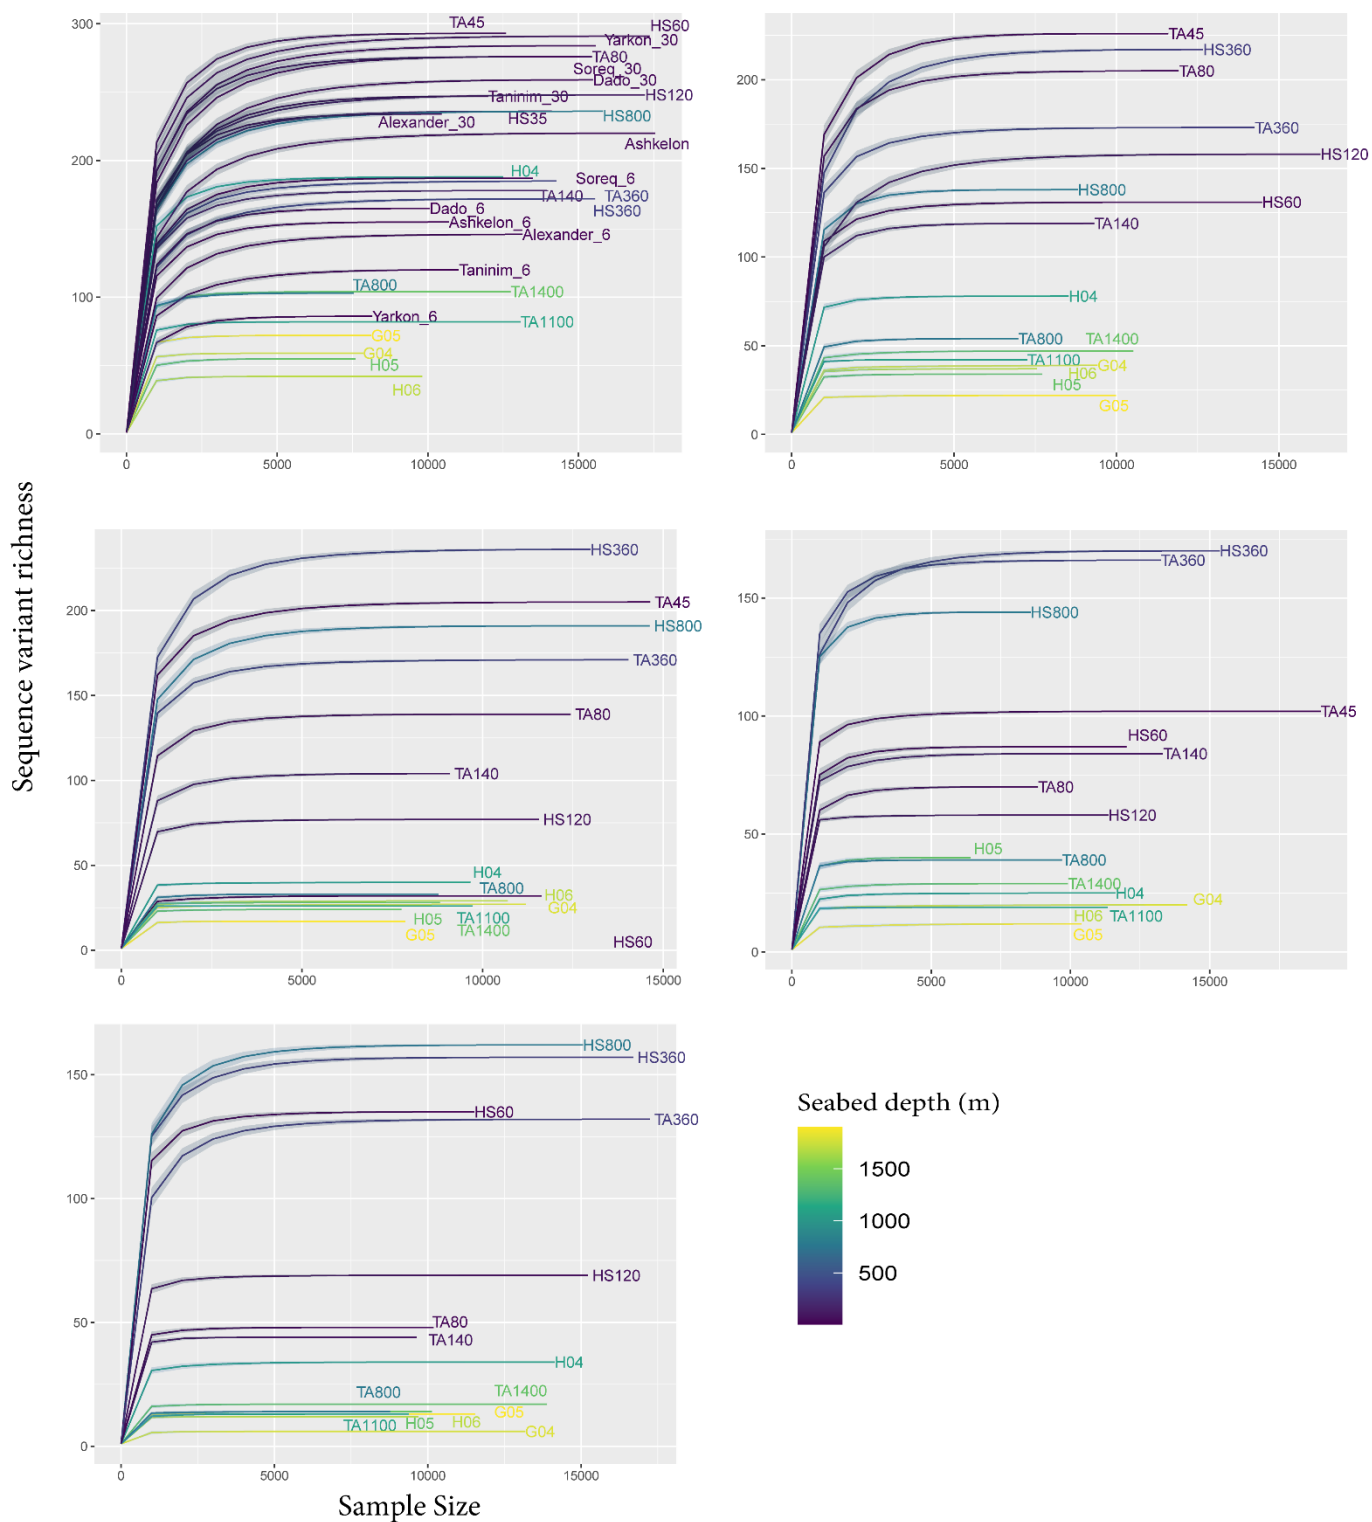 Sequence variant richness
300
200
100
0
TA45
HS60
Yarkon_30
TA80
Soreq_30
Dado_30
Taninim_30
HS120
HS35
HS800
Alexander_30
Ashkelon
H04
Soreq_6
TA140
TA360
HS360
Dado_6
Ashkelon_6
Alexander_6
Taninim_6
TA800
TA1400
Yarkon_6
TA1100
G05
G04
H05
H06
0
5000
10000
15000
200
150
100
50
0
TA45
HS360
TA80
TA360
HS120
HS800
HS60
TA140
H04
TA800
TA1400
TA1100
G04
H06
H05
G05
0
5000
10000
15000
200
150
100
50
0
HS360
TA45
HS800
TA360
TA80
TA140
HS120
H04
TA800
H06
G04
H05
TA1100
G05
TA1400
HS60
0
5000
10000
15000
150
100
50
0
HS360
TA360
HS800
TA45
HS60
TA140
TA80
HS120
H05
TA800
TA1400
H04
G04
H06
TA1100
G05
0
5000
10000
15000
150
100
50
0
HS800
HS360
HS60
TA360
HS120
TA80
TA140
H04
TA800
TA1400
G05
TA1100
H05
H06
G04
0
5000
10000
15000
Sample Size
Seabed depth (m)
1500
1000
500